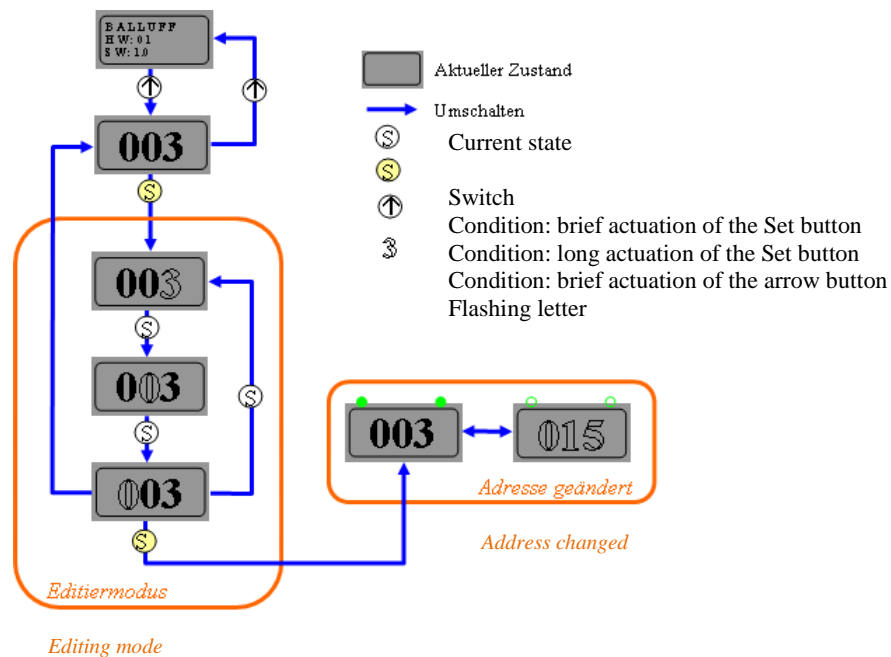 BALLUFF
HW: 01
SW: 1.0
Aktueller Zustand
Umschalten
S
Current state
S
Switch
Condition: brief actuation of the Set button
3
Condition: long actuation of the Set button
Condition: brief actuation of the arrow button
Flashing letter
003
S
003
S
003
S
S
003
S
003
015
Adresse geändert
Address changed
Editiermodus
Editing mode